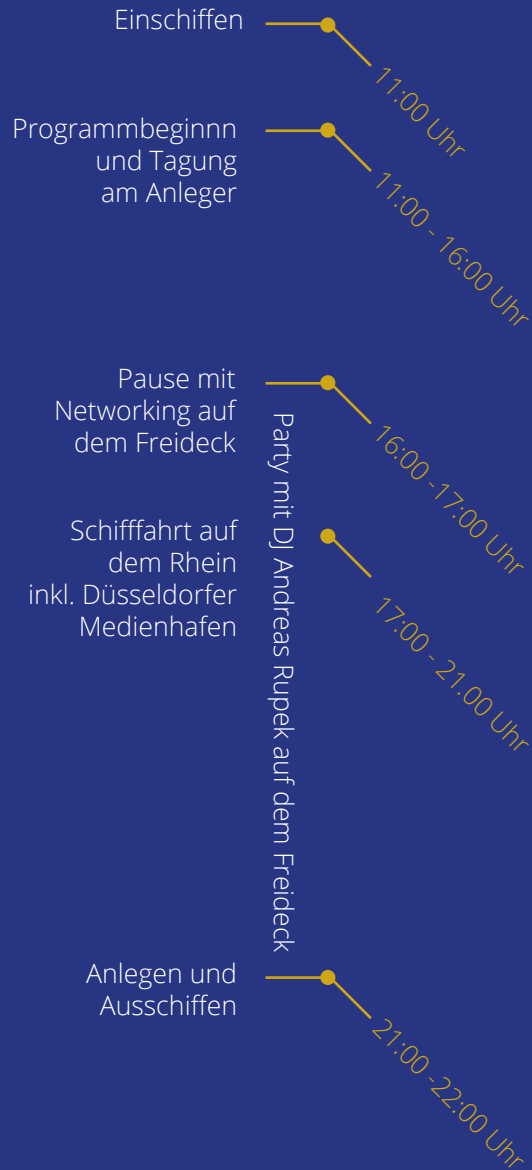 Einschiffen
11:00 Uhr
Programmbeginnn
und Tagung
am Anleger
11:00 - 16:00 Uhr
Pause mit
Networking auf
dem Freideck
16:00 -17:00 Uhr
Party mit DJ Andreas Rupek auf dem Freideck
Schifffahrt auf
dem Rhein
inkl. Düsseldorfer
Medienhafen
17:00 - 21.00 Uhr
Anlegen und
Ausschiffen
21:00 -22:00 Uhr